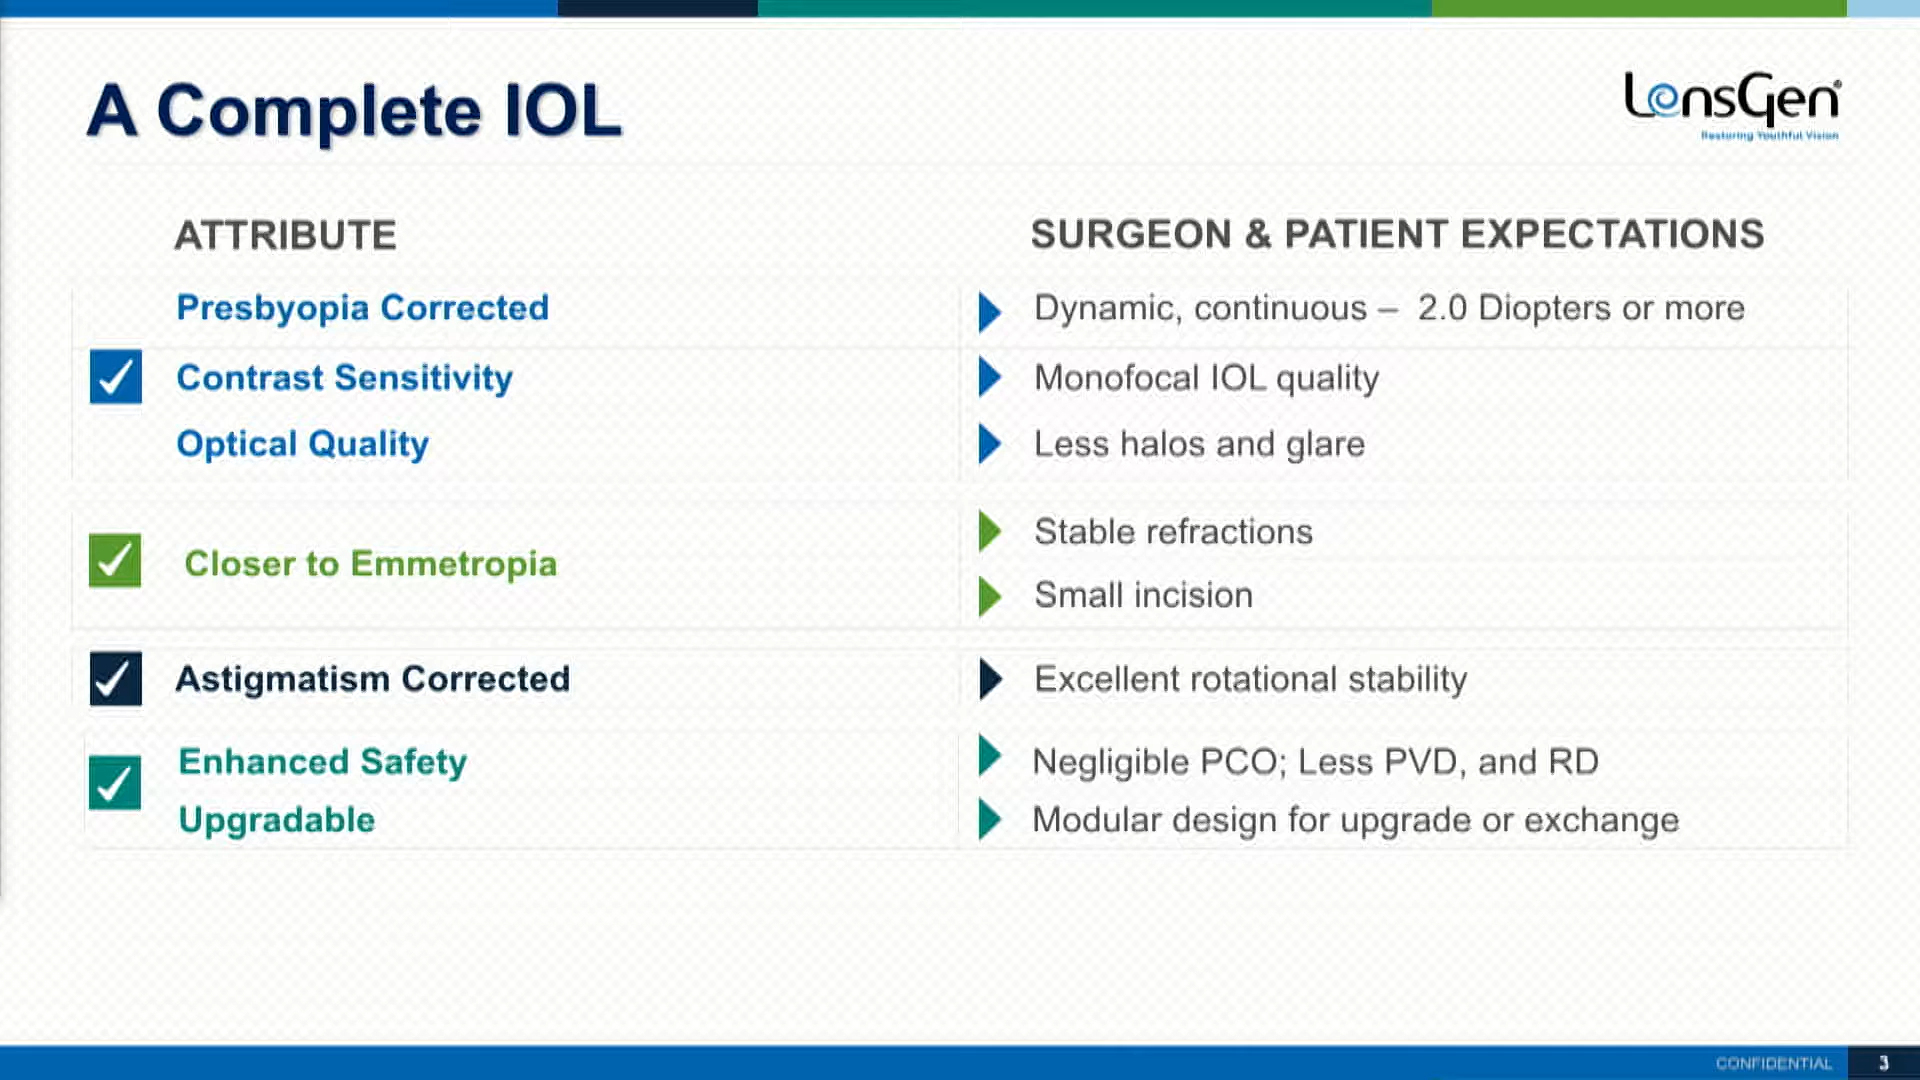 A Complete IOL
LensGen®
Restoring Youthful Vision
ATTRIBUTE
SURGEON & PATIENT EXPECTATIONS
Presbyopia Corrected
Dynamic, continuous – 2.0 Diopters or more
Contrast Sensitivity
Monofocal IOL quality
Optical Quality
Less halos and glare
Closer to Emmetropia
Stable refractions
Small incision
Astigmatism Corrected
Excellent rotational stability
Enhanced Safety
Negligible PCO; Less PVD, and RD
Upgradable
Modular design for upgrade or exchange
CONFIDENTIAL
3